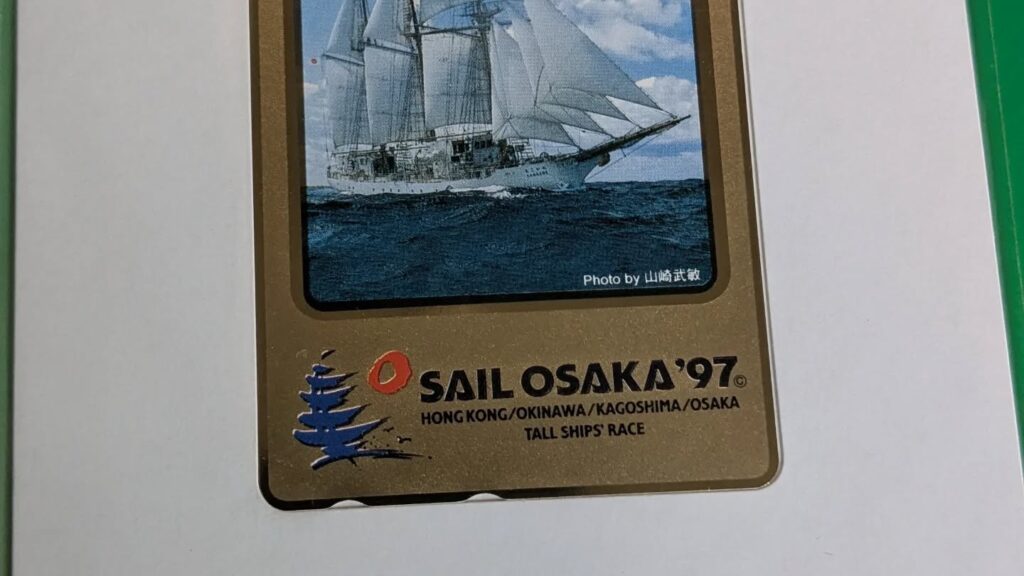 Photo by 山崎武敏
SAIL OSAKA '97©
HONG KONG/OKINAWA/KAGOSHIMA/OSAKA
TALL SHIPS' RACE